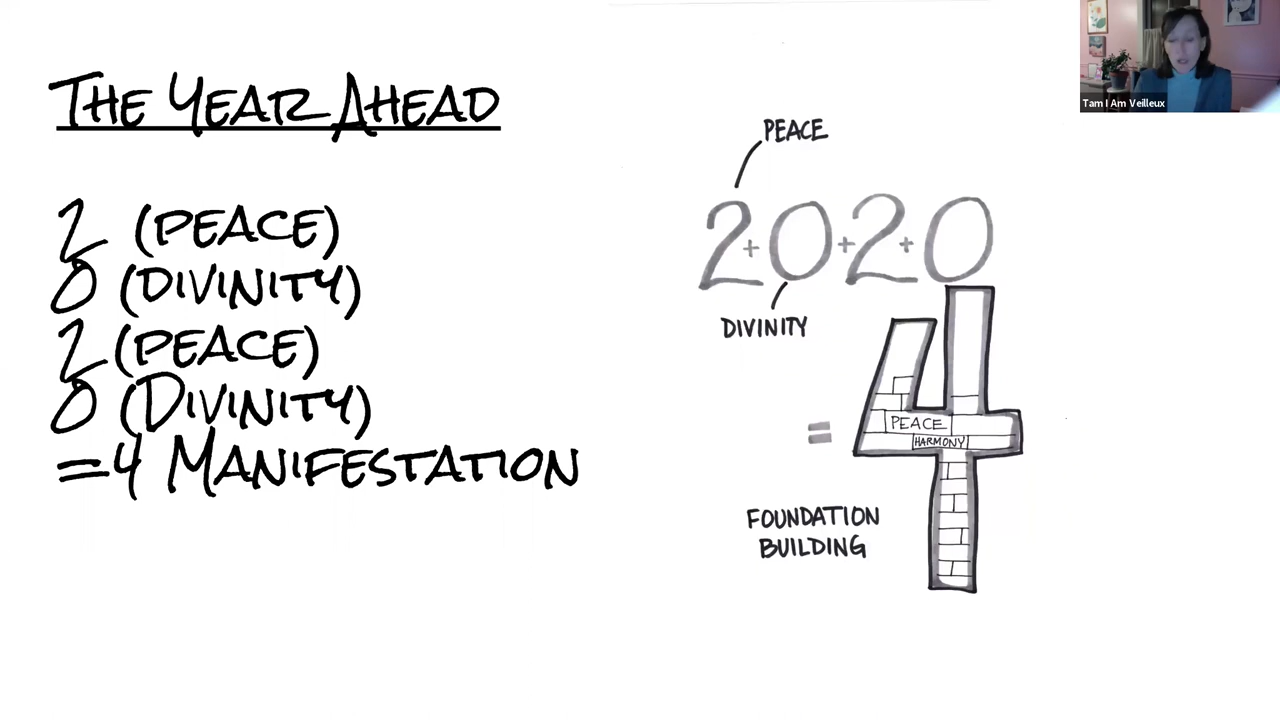 THE YEAR AHEAD
2 (PEACE)
0 (DIVINITY)
2 (PEACE)
0 (DIVINITY)
=4 MANIFESTATION
PEACE
2+0+2+0
DIVINITY
=
4
PEACE
HARMONY
FOUNDATION
BUILDING
Tam I Am Veilleux